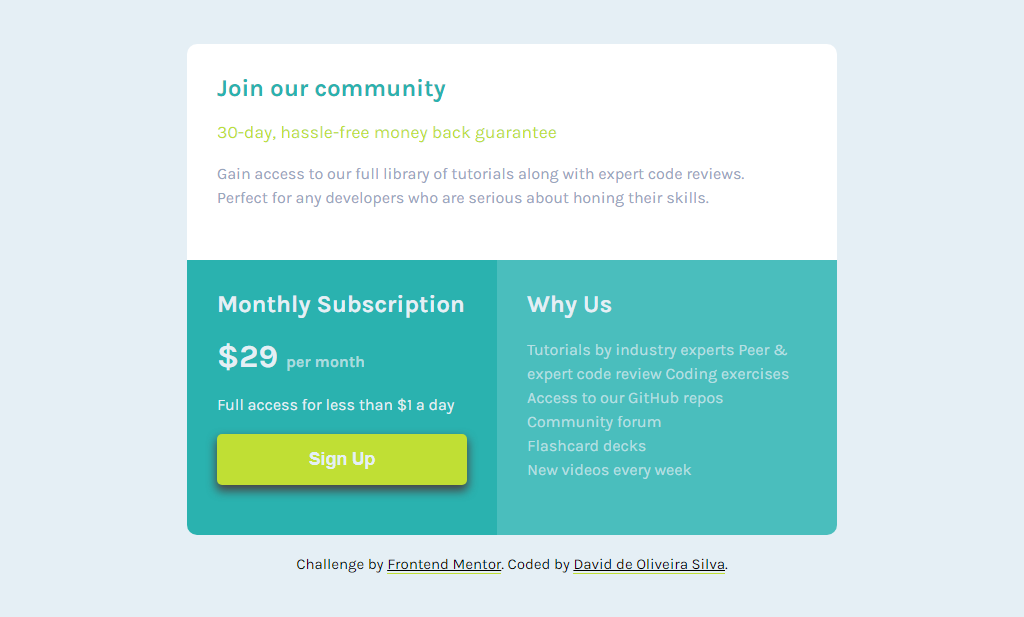 Join our community
30-day, hassle-free money back guarantee
Gain access to our full library of tutorials along with expert code reviews.
Perfect for any developers who are serious about honing their skills.
Monthly Subscription
$29 per month
Full access for less than $1 a day
Sign Up
Why Us
Tutorials by industry experts Peer &
expert code review Coding exercises
Access to our GitHub repos
Community forum
Flashcard decks
New videos every week
Challenge by Frontend Mentor. Coded by David de Oliveira Silva.